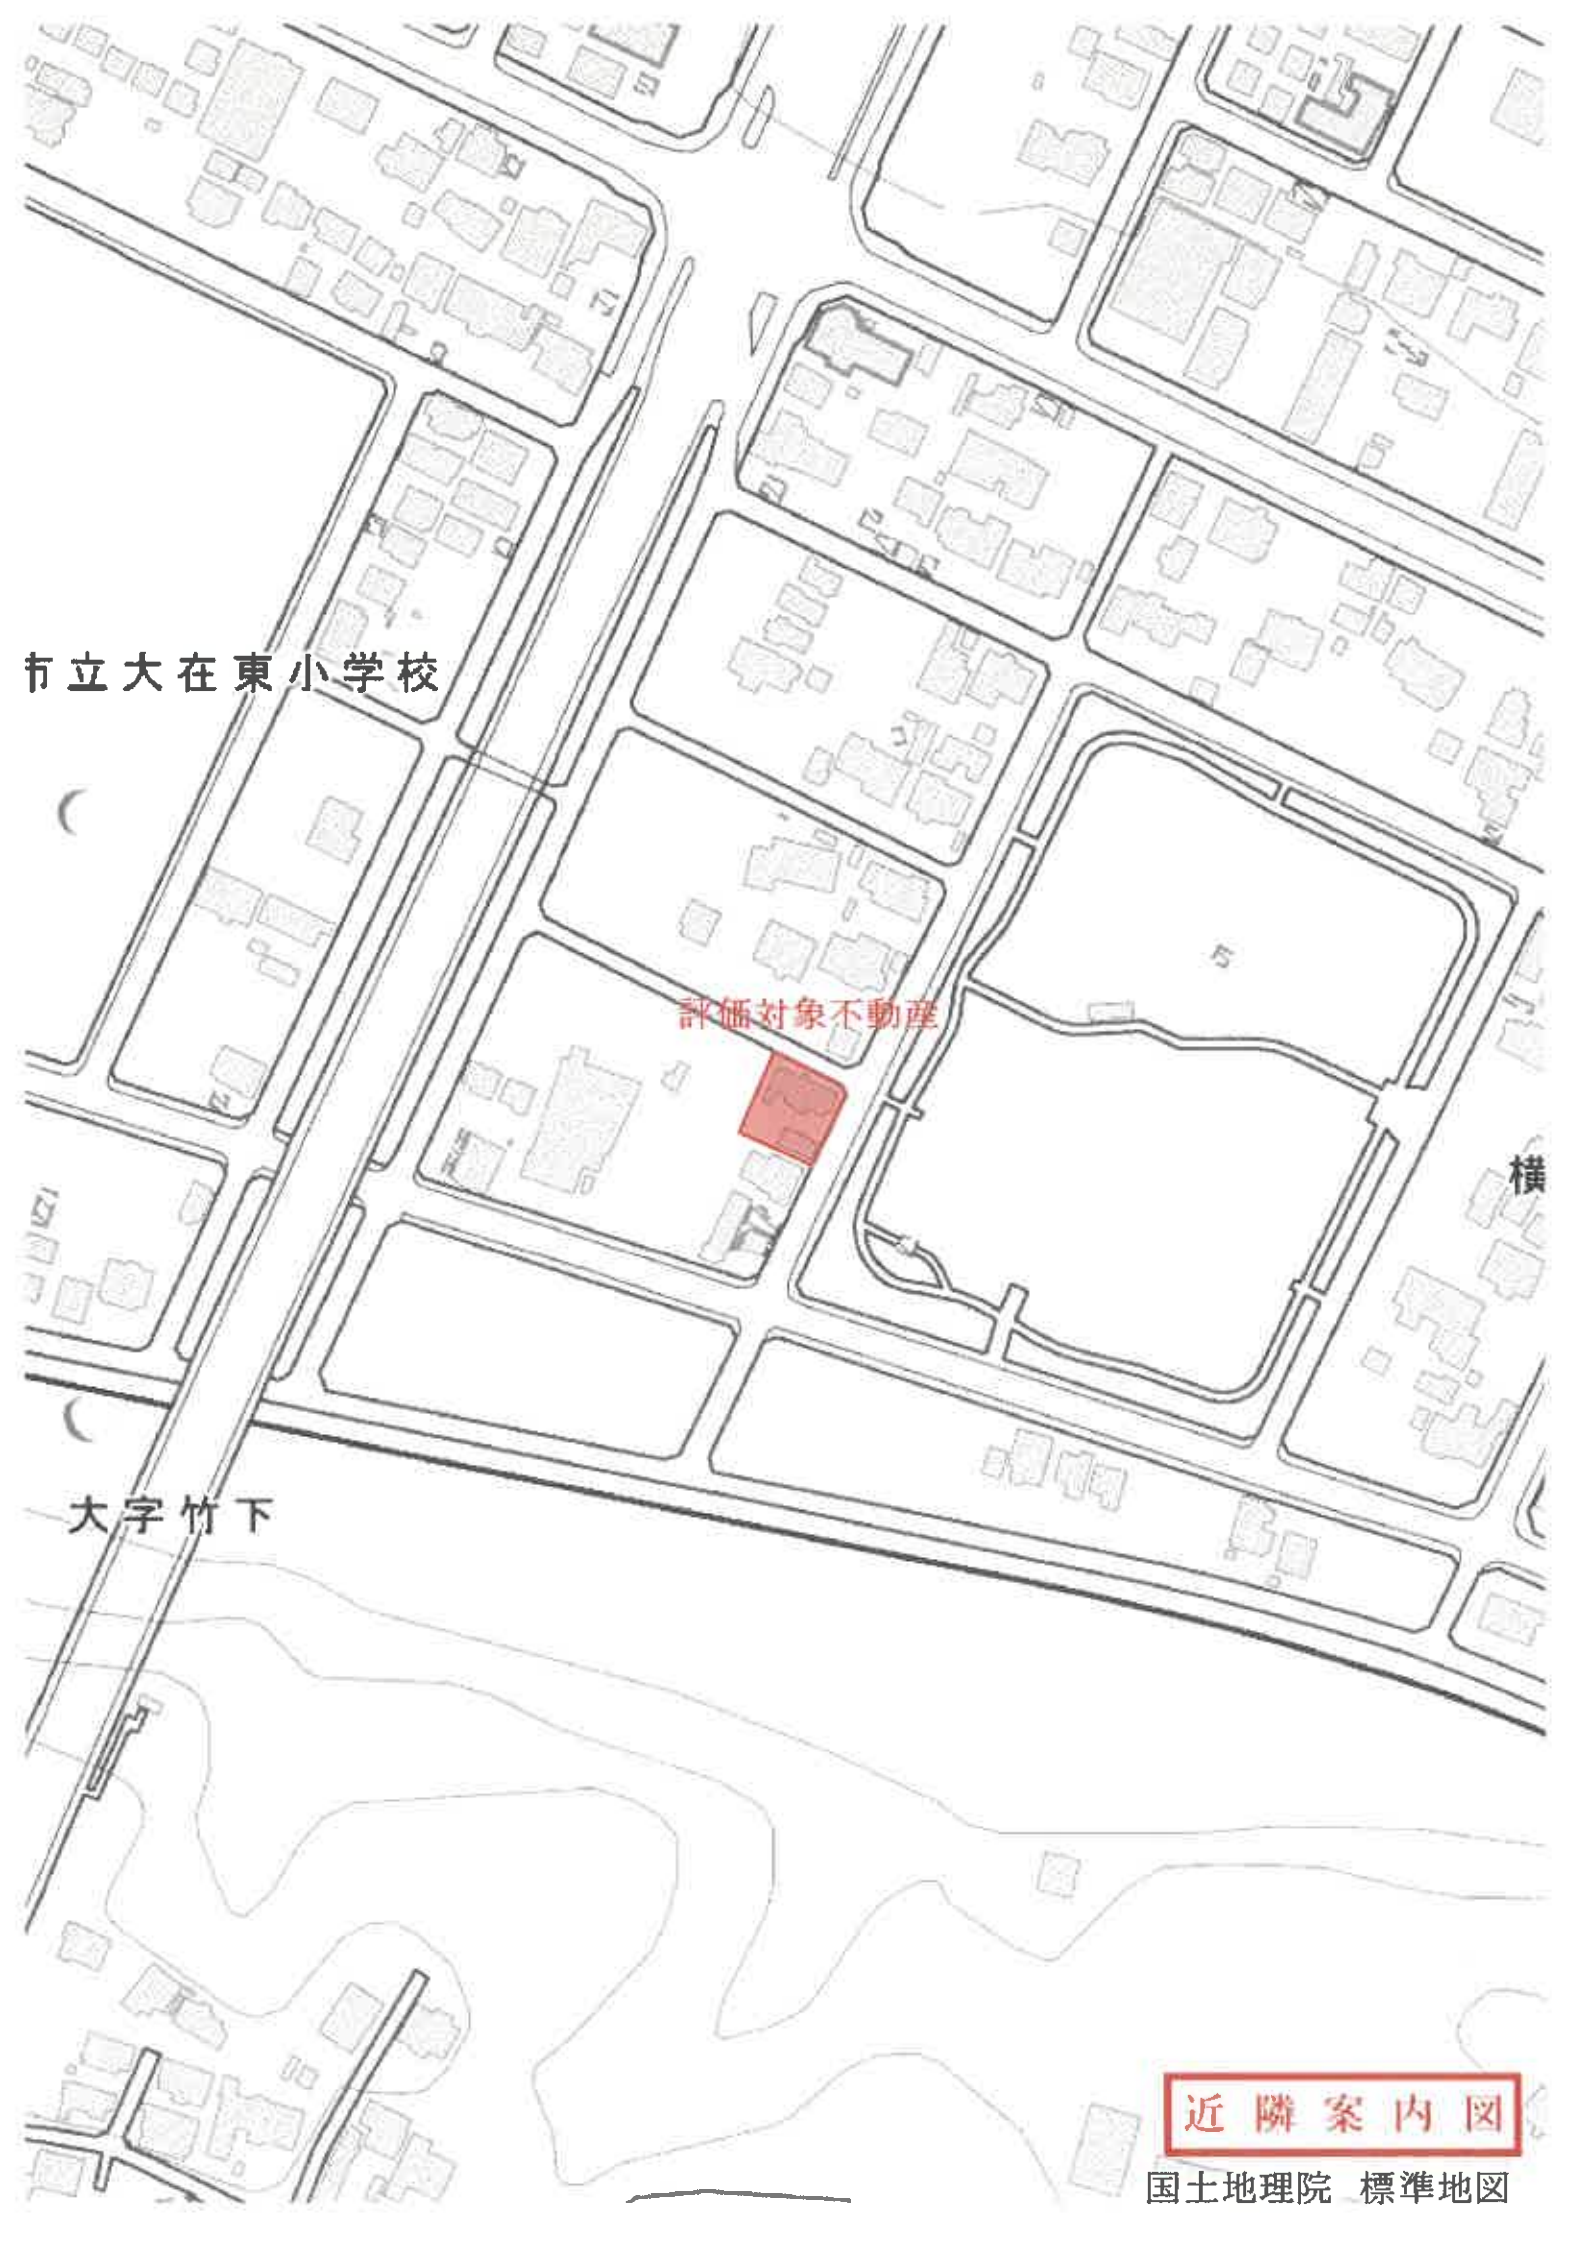 市立大在東小学校
評価対象不動産
横
大字竹下
近隣案内図
国土地理院 標準地図